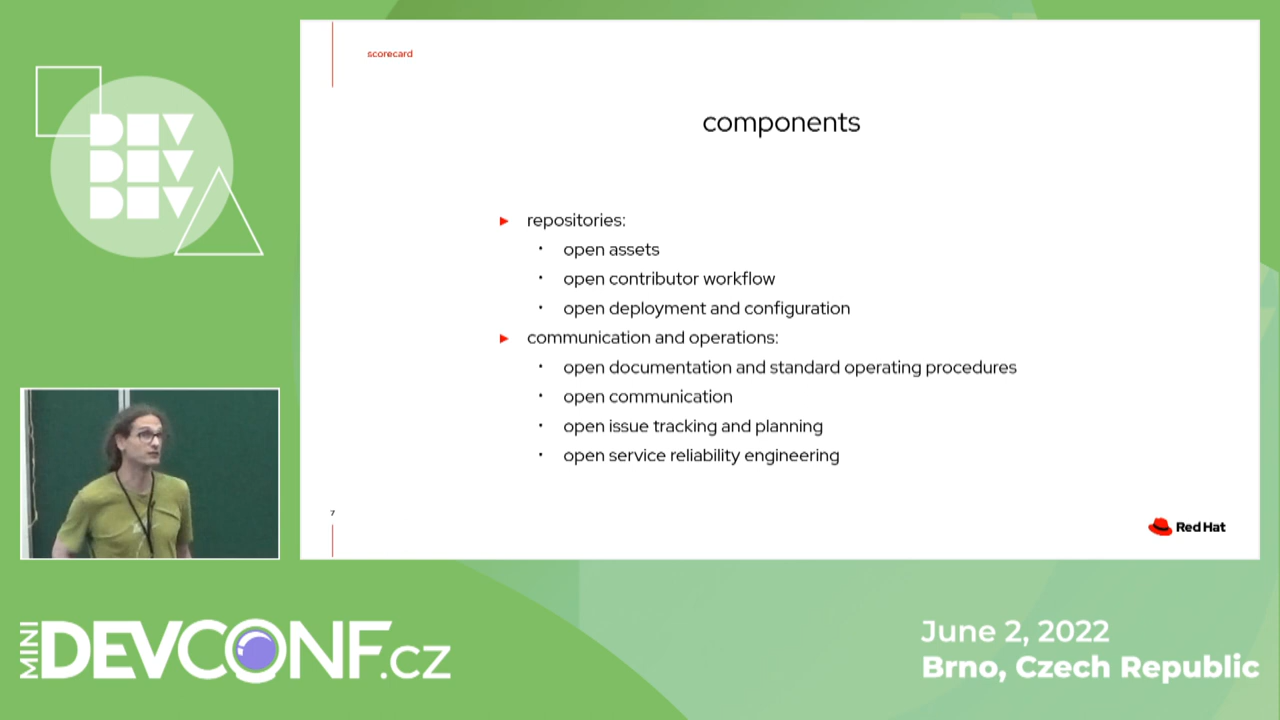 DEV
DEV
DEV
scorecard
components
► repositories:
· open assets
· open contributor workflow
· open deployment and configuration
► communication and operations:
· open documentation and standard operating procedures
· open communication
· open issue tracking and planning
· open service reliability engineering
7
Red Hat
MINI DEVCONF.cz
June 2, 2022
Brno, Czech Republic